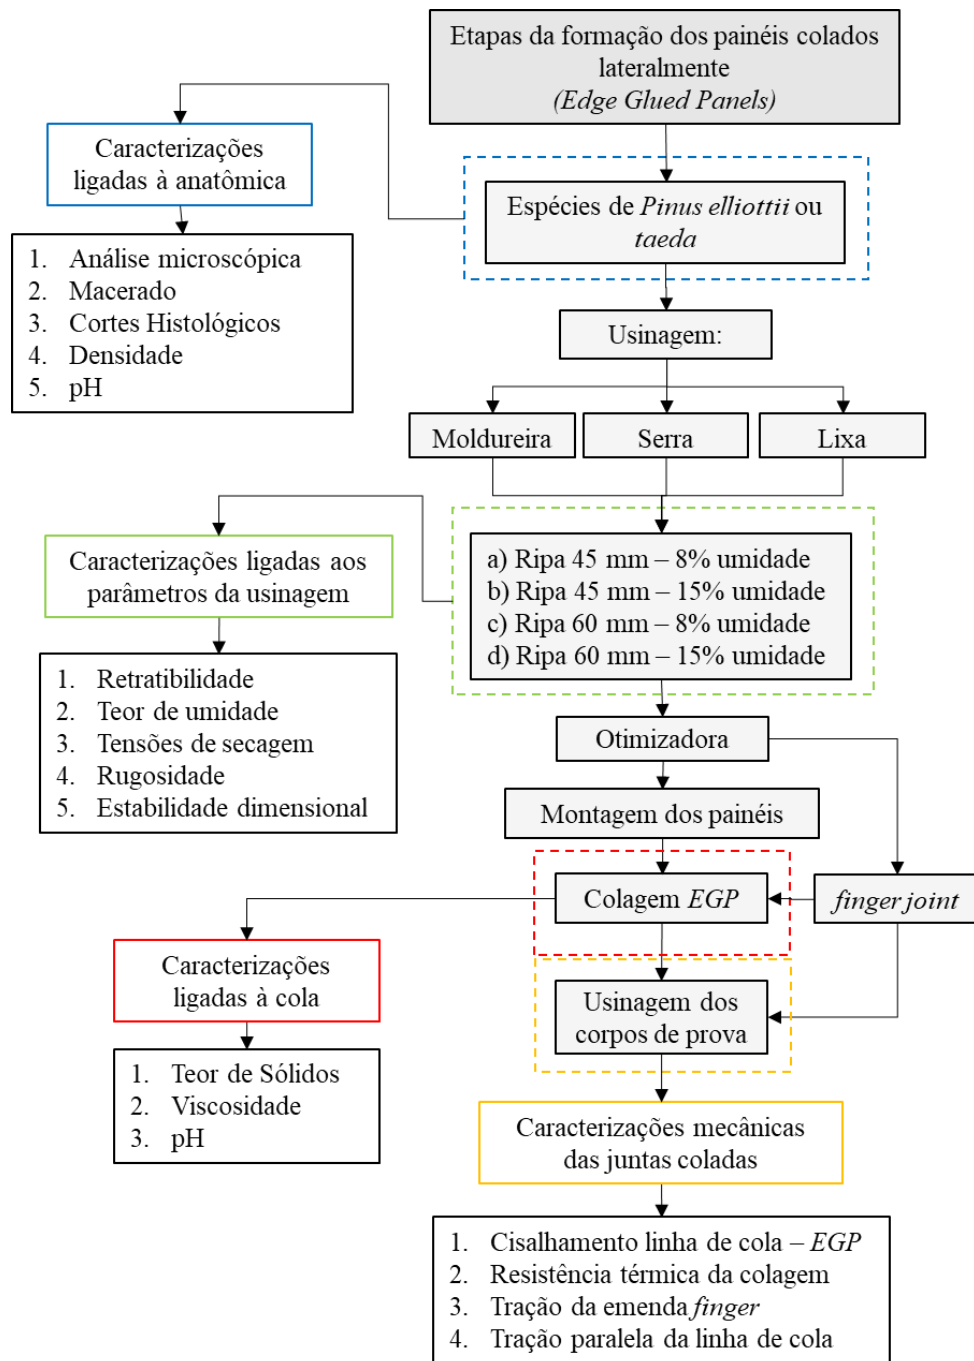 Etapas da formação dos painéis colados
lateralmente
(Edge Glued Panels)
Caracterizações
ligadas à anatômica
Espécies de Pinus elliottii ou
taeda
1. Análise microscópica
2. Macerado
3. Cortes Histológicos
4. Densidade
5. pH
Usinagem:
Moldureira
Serra
Lixa
Caracterizações ligadas aos
parâmetros da usinagem
a) Ripa 45 mm – 8% umidade
b) Ripa 45 mm – 15% umidade
c) Ripa 60 mm – 8% umidade
d) Ripa 60 mm – 15% umidade
1. Retratibilidade
2. Teor de umidade
3. Tensões de secagem
4. Rugosidade
5. Estabilidade dimensional
Otimizadora
Montagem dos painéis
Colagem EGP
finger joint
Caracterizações
ligadas à cola
Usinagem dos
corpos de prova
1. Teor de Sólidos
2. Viscosidade
3. pH
Caracterizações mecânicas
das juntas coladas
1. Cisalhamento linha de cola – EGP
2. Resistência térmica da colagem
3. Tração da emenda finger
4. Tração paralela da linha de cola